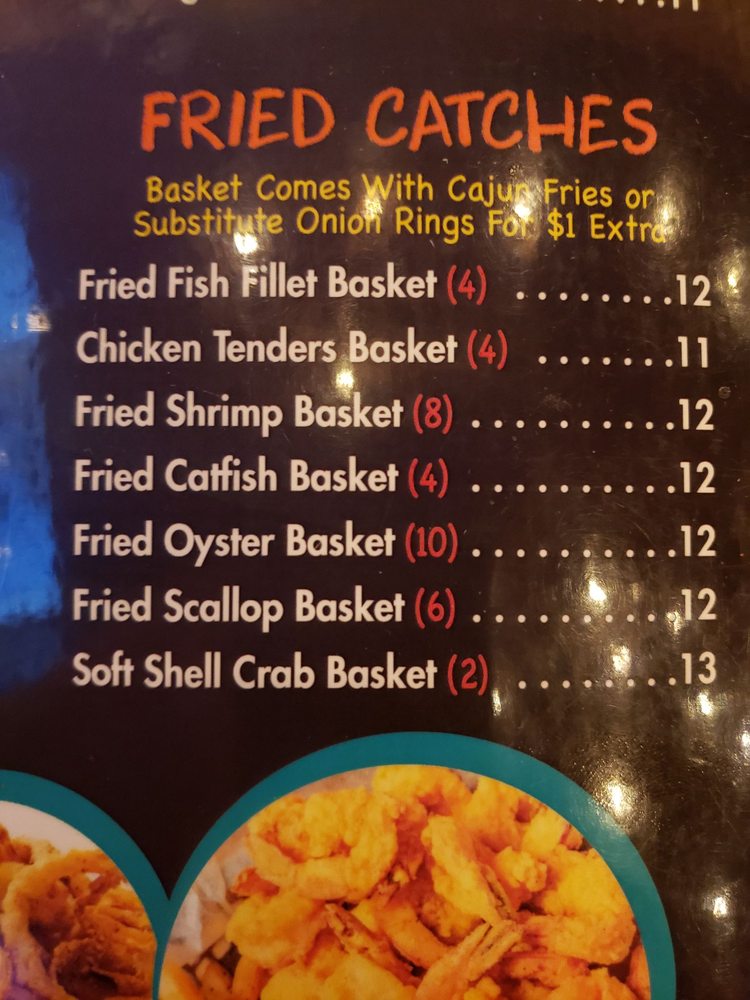 FRIED CATCHES
Basket Comes With Cajun Fries or
Substitute Onion Rings For $1 Extra
Fried Fish Fillet Basket (4) ........12
Chicken Tenders Basket (4) .......11
Fried Shrimp Basket (8) ..........12
Fried Catfish Basket (4) ..........12
Fried Oyster Basket (10) ..........12
Fried Scallop Basket (6) ..........12
Soft Shell Crab Basket (2) ........13